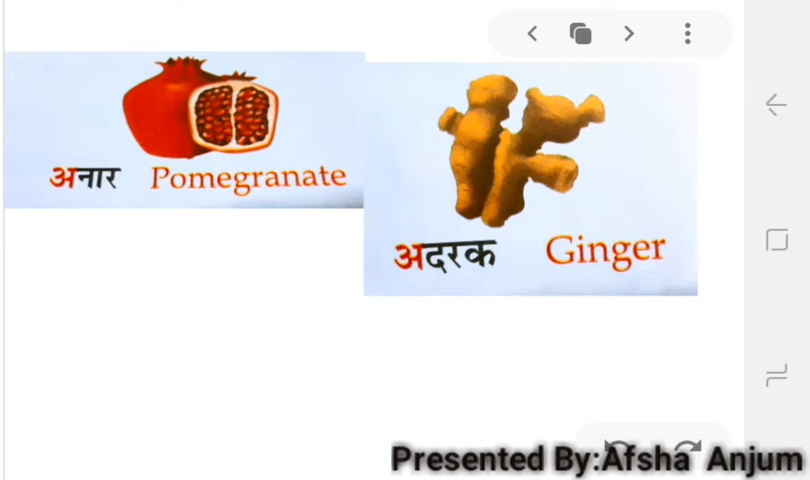 अनार Pomegranate
अदरक Ginger
Presented By:Afsha Anjum